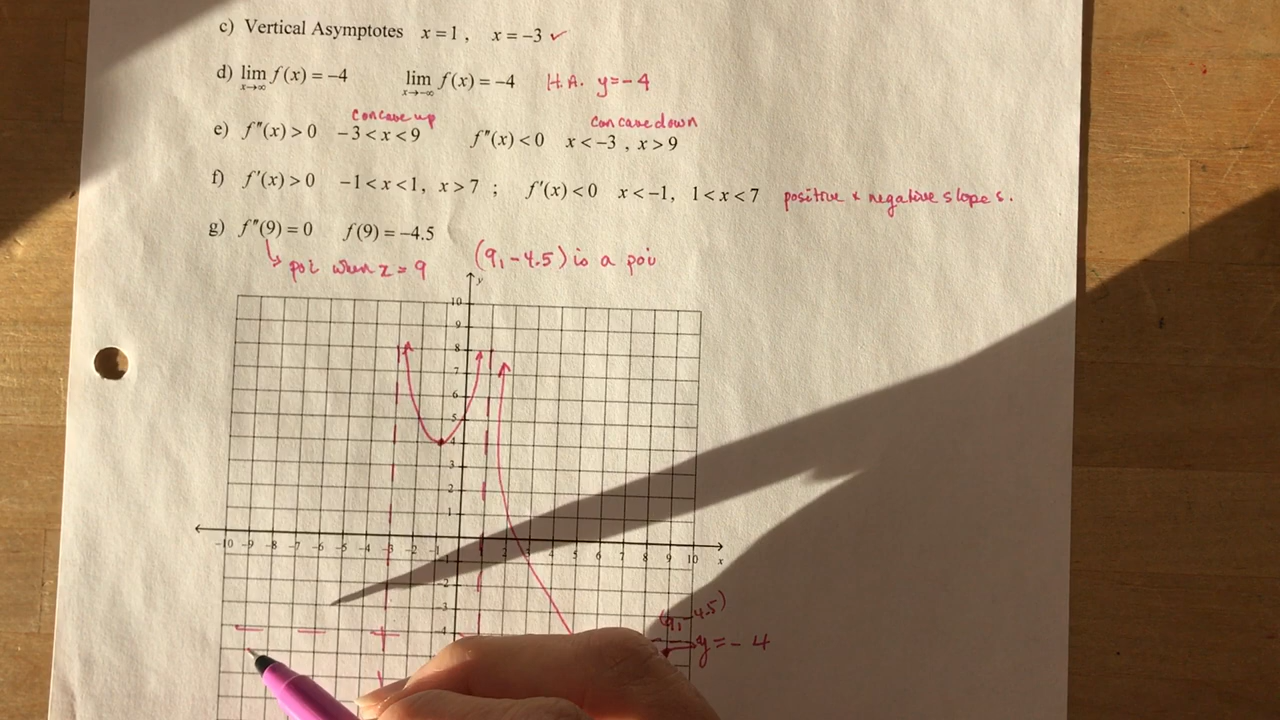 c) Vertical Asymptotes x = 1 , x = −3 ✓
d) lim x→∞ f(x) = −4 lim x→−∞ f(x) = −4 H.A. y = −4
concave up concave down
e) f″(x) > 0 −3 < x < 9 f″(x) < 0 x < −3 , x > 9
f) f′(x) > 0 −1 < x < 1, x > 7 ; f′(x) < 0 x < −1, 1 < x < 7 positive & negative slopes.
g) f″(9) = 0 f(9) = −4.5
↳ poi when x = 9 (9, −4.5) is a poi
y
10
9
8
7
6
5
4
3
2
1
−10 −9 −8 −7 −6 −5 −4 −3 −2 −1 1 2 3 5 6 7 8 9 10 x
−1
−2
−3
−4
(9, −4.5)
y = −4